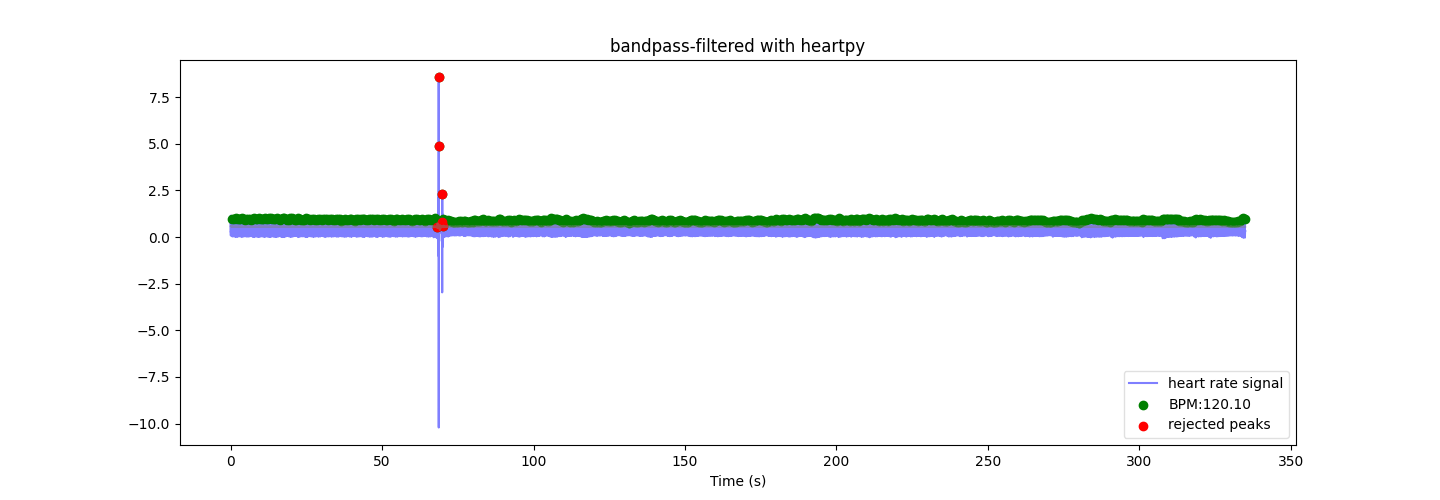 bandpass-filtered with heartpy
7.5
5.0
2.5
0.0
−2.5
−5.0
−7.5
−10.0
heart rate signal
BPM:120.10
rejected peaks
0 50 100 150 200 250 300 350
Time (s)